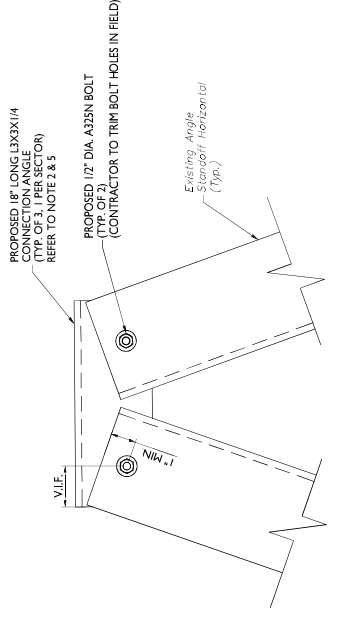 PROPOSED 18" LONG L3X3X1/4
CONNECTION ANGLE
(TYP. OF 3, 1 PER SECTOR)
REFER TO NOTE 2 & 5
PROPOSED 1/2" DIA. A325N BOLT
(TYP. OF 2)
(CONTRACTOR TO TRIM BOLT HOLES IN FIELD)
Existing Angle
Standoff Horizontal
(Typ.)
V.I.F.
1" MIN